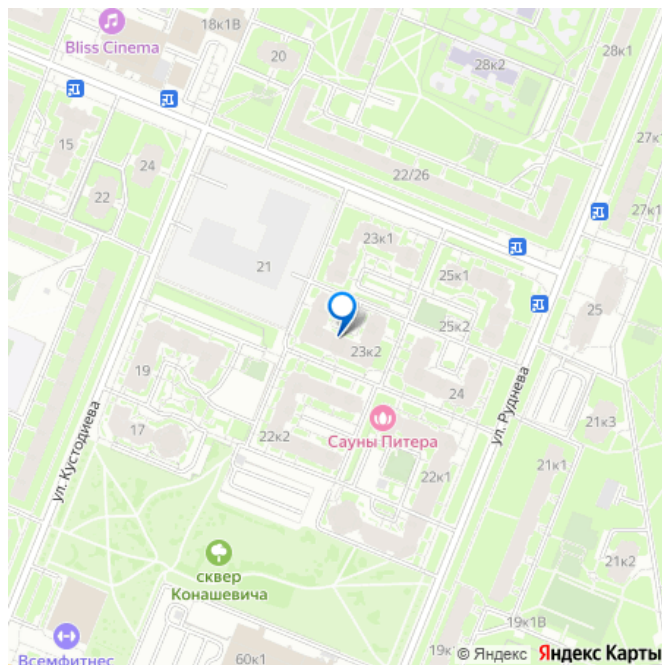 18к1В
Bliss Cinema
20
28к2
28к1
15
24
22
22/26
27к
27к1
23к1
21
25к1
25
25к2
23к2
19
24
17
22к2
Сауны Питера
ул. Руднева
ул. Кустодиева
21к3
21к1
22к1
21к2
сквер
Конашевича
19к1В
19к
Всемфитнес
60к1
© Яндекс Яндекс Карты